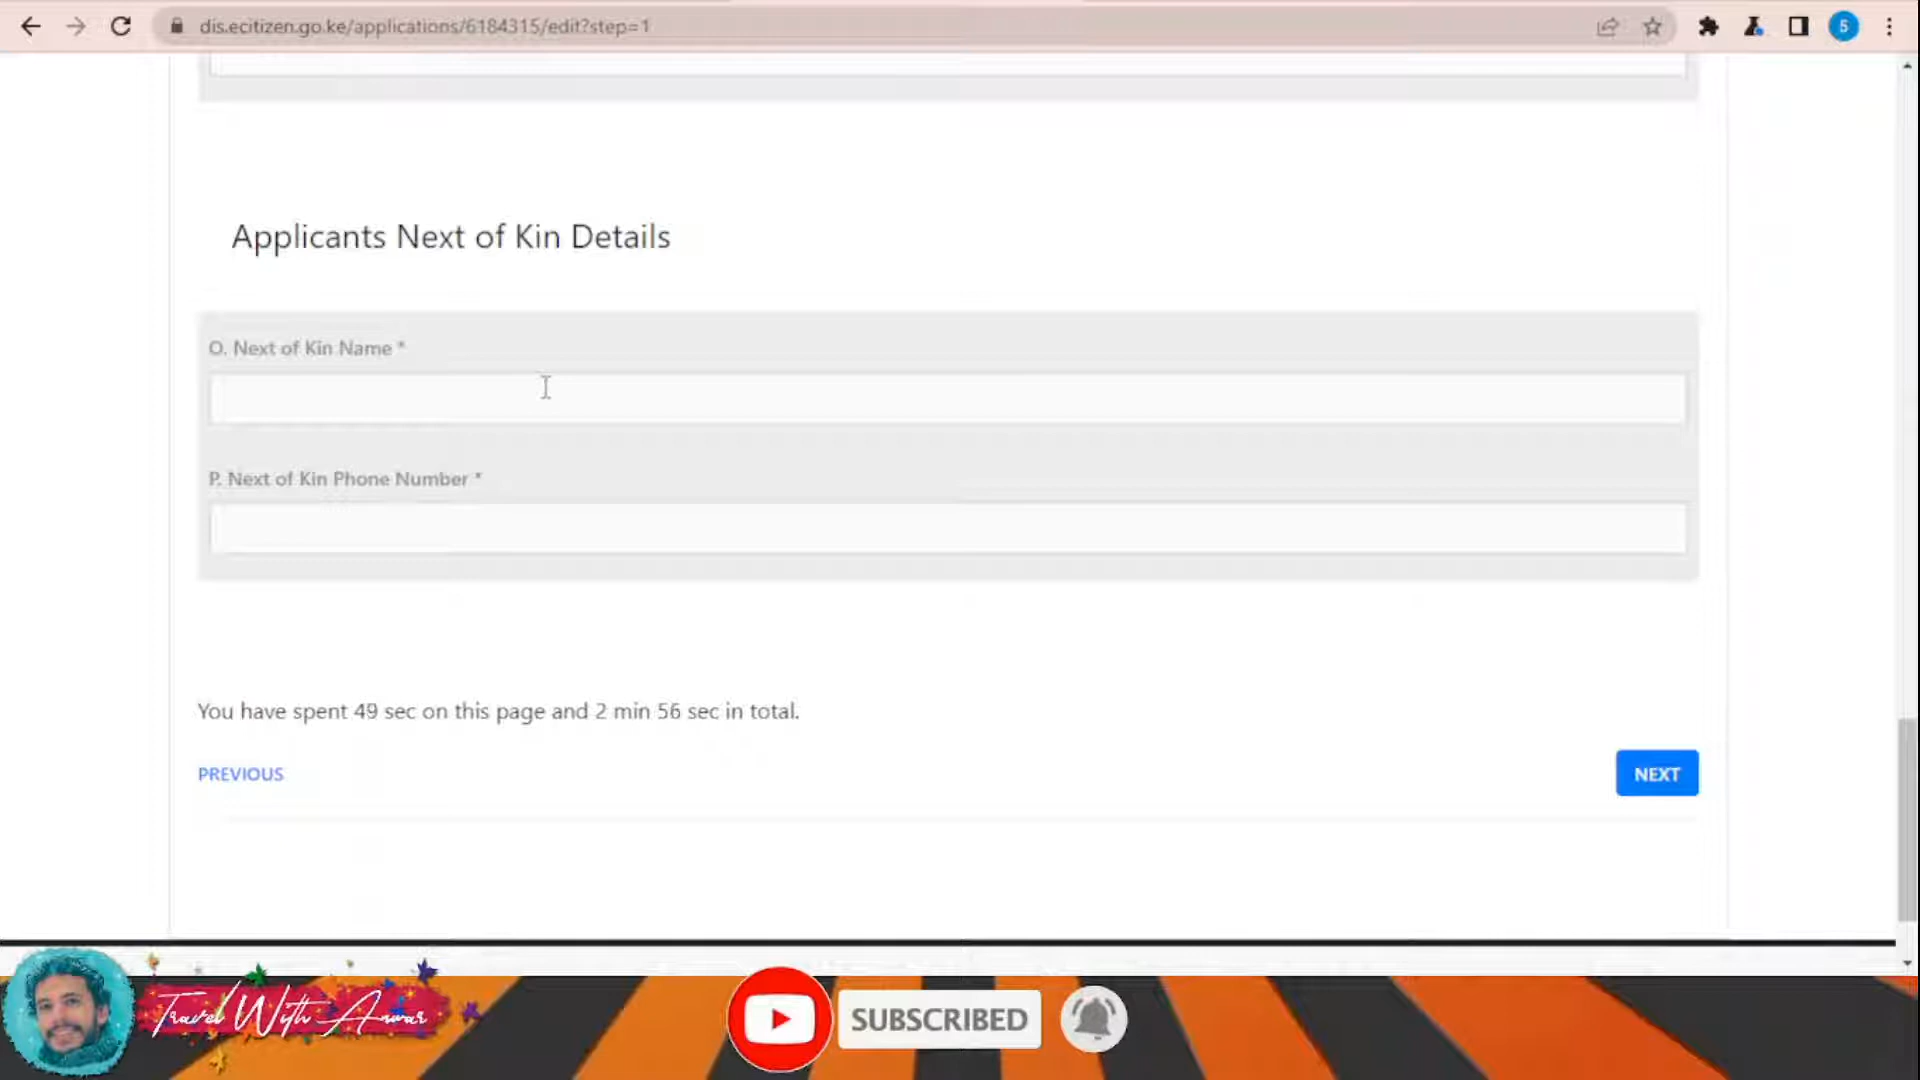 dis.ecitizen.go.ke/applications/6184315/edit?step=1
5
Applicants Next of Kin Details
O. Next of Kin Name *
P. Next of Kin Phone Number *
You have spent 49 sec on this page and 2 min 56 sec in total.
PREVIOUS
NEXT
Travel With Anwar
SUBSCRIBED